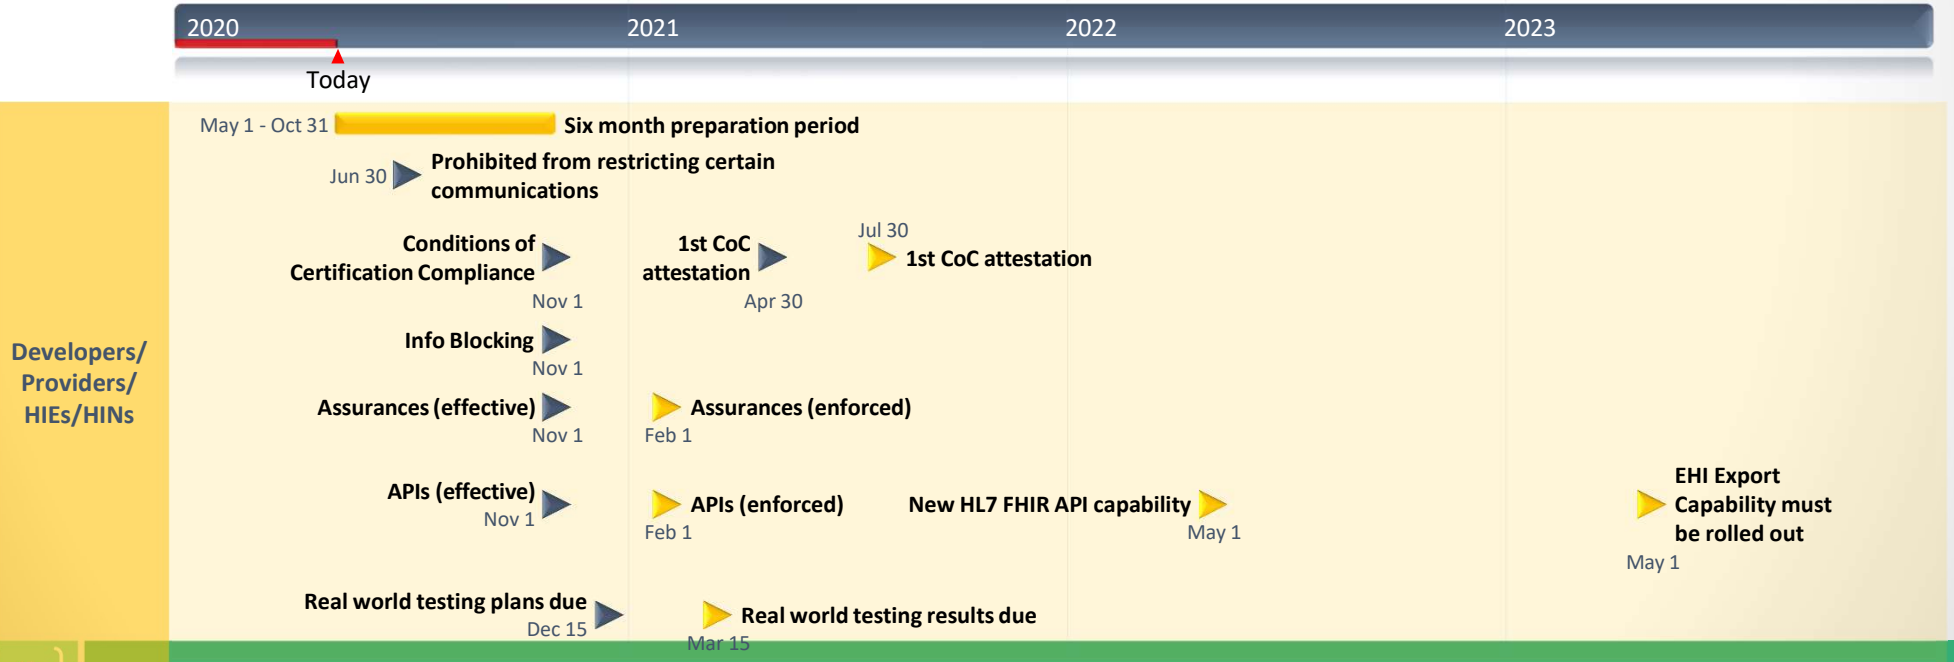 2020
2021
2022
2023
Today
May 1 - Oct 31
Six month preparation period
Jun 30
Prohibited from restricting certain
communications
Conditions of
Certification Compliance
Nov 1
1st CoC
attestation
Apr 30
Jul 30
1st CoC attestation
Info Blocking
Nov 1
Developers/
Providers/
HIEs/HINs
Assurances (effective)
Nov 1
Assurances (enforced)
Feb 1
APIs (effective)
Nov 1
APIs (enforced)
Feb 1
New HL7 FHIR API capability
May 1
EHI Export
Capability must
be rolled out
May 1
Real world testing plans due
Dec 15
Real world testing results due
Mar 15